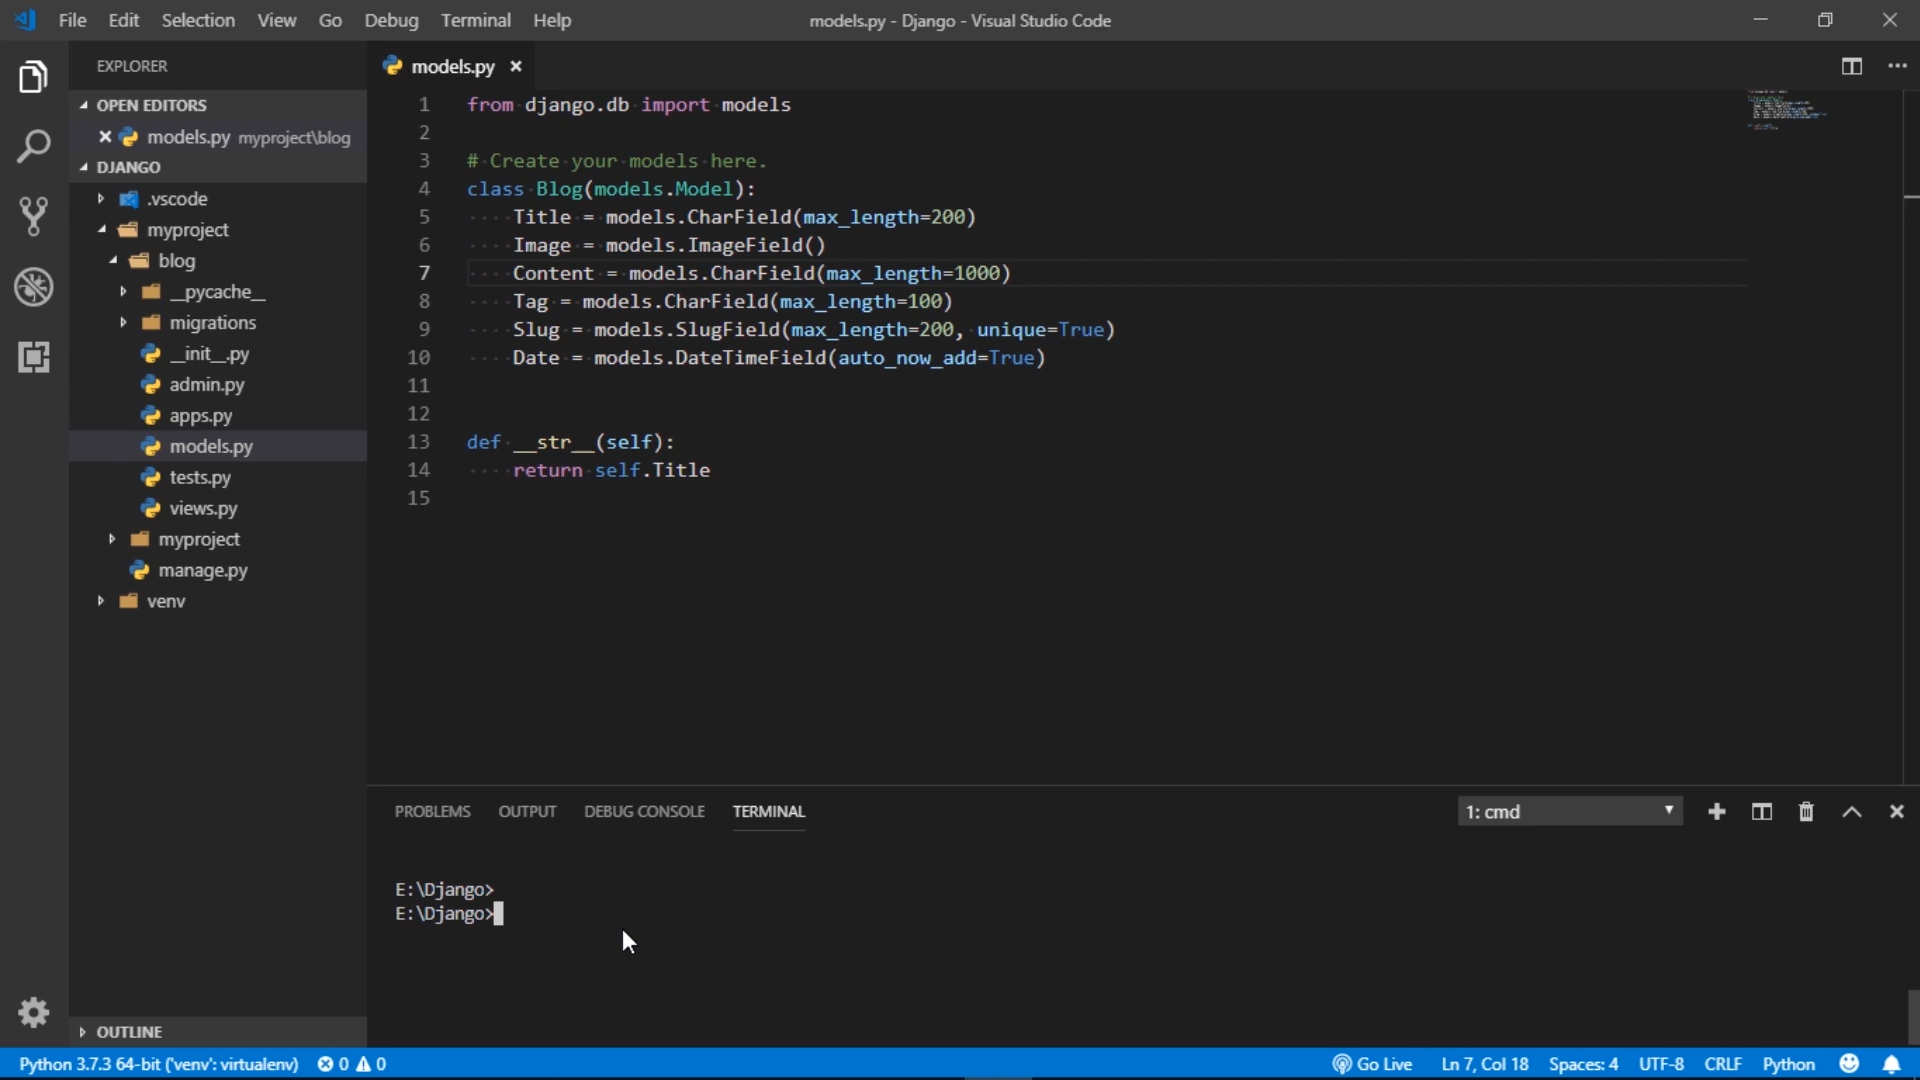 File Edit Selection View Go Debug Terminal Help
models.py - Django - Visual Studio Code
EXPLORER
OPEN EDITORS
models.py myproject\blog
DJANGO
.vscode
myproject
blog
__pycache__
migrations
__init__.py
admin.py
apps.py
models.py
tests.py
views.py
myproject
manage.py
venv
OUTLINE
models.py
1 from django.db import models
2
3 # Create your models here.
4 class Blog(models.Model):
5 Title = models.CharField(max_length=200)
6 Image = models.ImageField()
7 Content = models.CharField(max_length=1000)
8 Tag = models.CharField(max_length=100)
9 Slug = models.SlugField(max_length=200, unique=True)
10 Date = models.DateTimeField(auto_now_add=True)
11
12
13 def __str__(self):
14 return self.Title
15
PROBLEMS OUTPUT DEBUG CONSOLE TERMINAL
1: cmd
E:\Django>
E:\Django>
Python 3.7.3 64-bit ('venv': virtualenv) 0 0
Go Live Ln 7, Col 18 Spaces: 4 UTF-8 CRLF Python